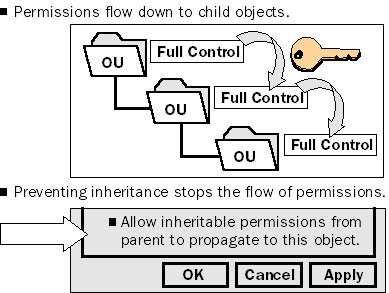 ■ Permissions flow down to child objects.
OU
Full Control
OU
Full Control
OU
Full Control
■ Preventing inheritance stops the flow of permissions.
■ Allow inheritable permissions from
parent to propagate to this object.
OK Cancel Apply